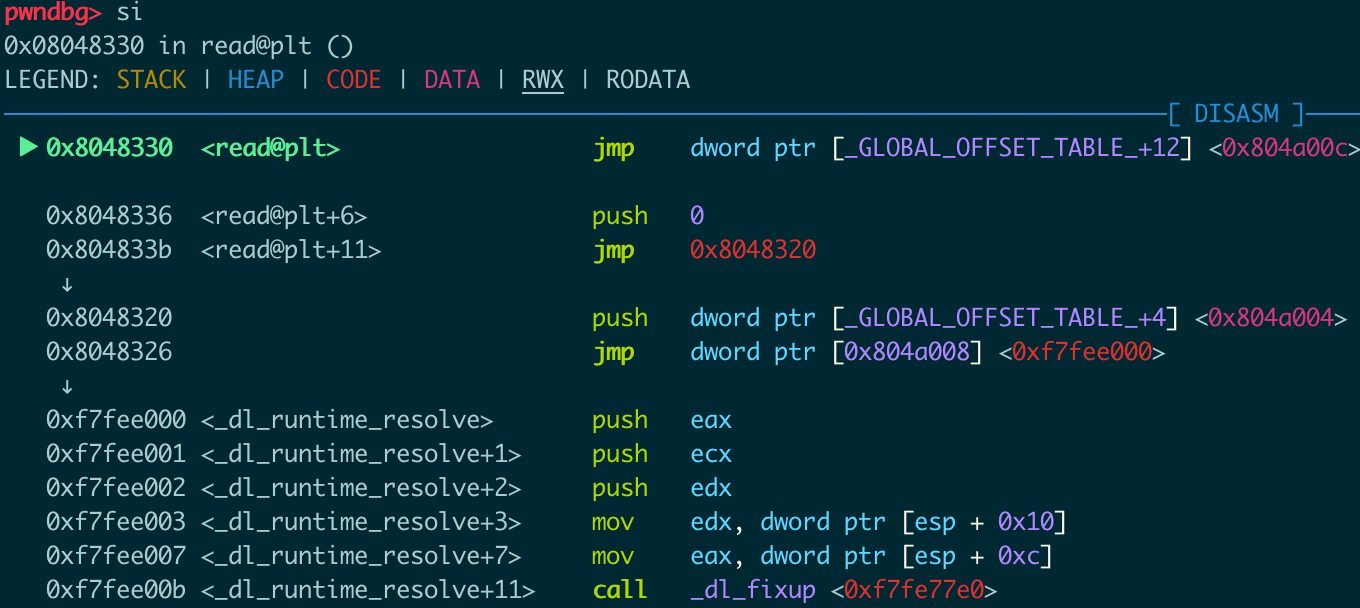 pwndbg> si
0x08048330 in read@plt ()
LEGEND: STACK | HEAP | CODE | DATA | RWX | RODATA
[ DISASM ]
► 0x8048330 <read@plt> jmp dword ptr [_GLOBAL_OFFSET_TABLE_+12] <0x804a00c>
0x8048336 <read@plt+6> push 0
0x804833b <read@plt+11> jmp 0x8048320
↓
0x8048320 push dword ptr [_GLOBAL_OFFSET_TABLE_+4] <0x804a004>
0x8048326 jmp dword ptr [0x804a008] <0xf7fee000>
↓
0xf7fee000 <_dl_runtime_resolve> push eax
0xf7fee001 <_dl_runtime_resolve+1> push ecx
0xf7fee002 <_dl_runtime_resolve+2> push edx
0xf7fee003 <_dl_runtime_resolve+3> mov edx, dword ptr [esp + 0x10]
0xf7fee007 <_dl_runtime_resolve+7> mov eax, dword ptr [esp + 0xc]
0xf7fee00b <_dl_runtime_resolve+11> call _dl_fixup <0xf7fe77e0>